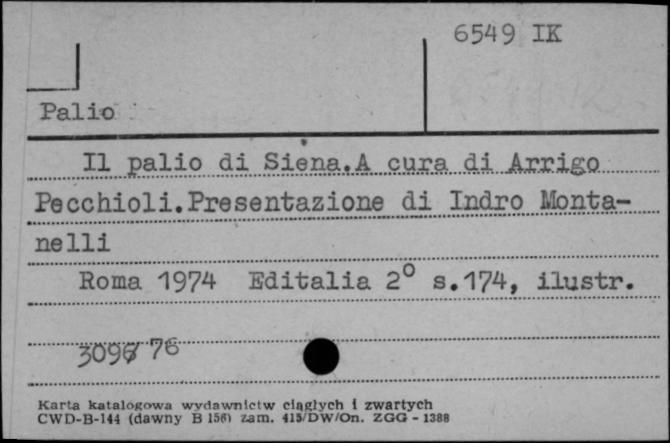 6549 IK
Palio
Il palio di Siena.A cura di Arrigo
Pecchioli.Presentazione di Indro Monta-
nelli
Roma 1974 Editalia 2° s.174, ilustr.
76
Karta katalogowa wydawnictw ciągłych i zwartych
CWD-B-144 (dawny B 156) zam. 415/DW/On. ZGG - 1388